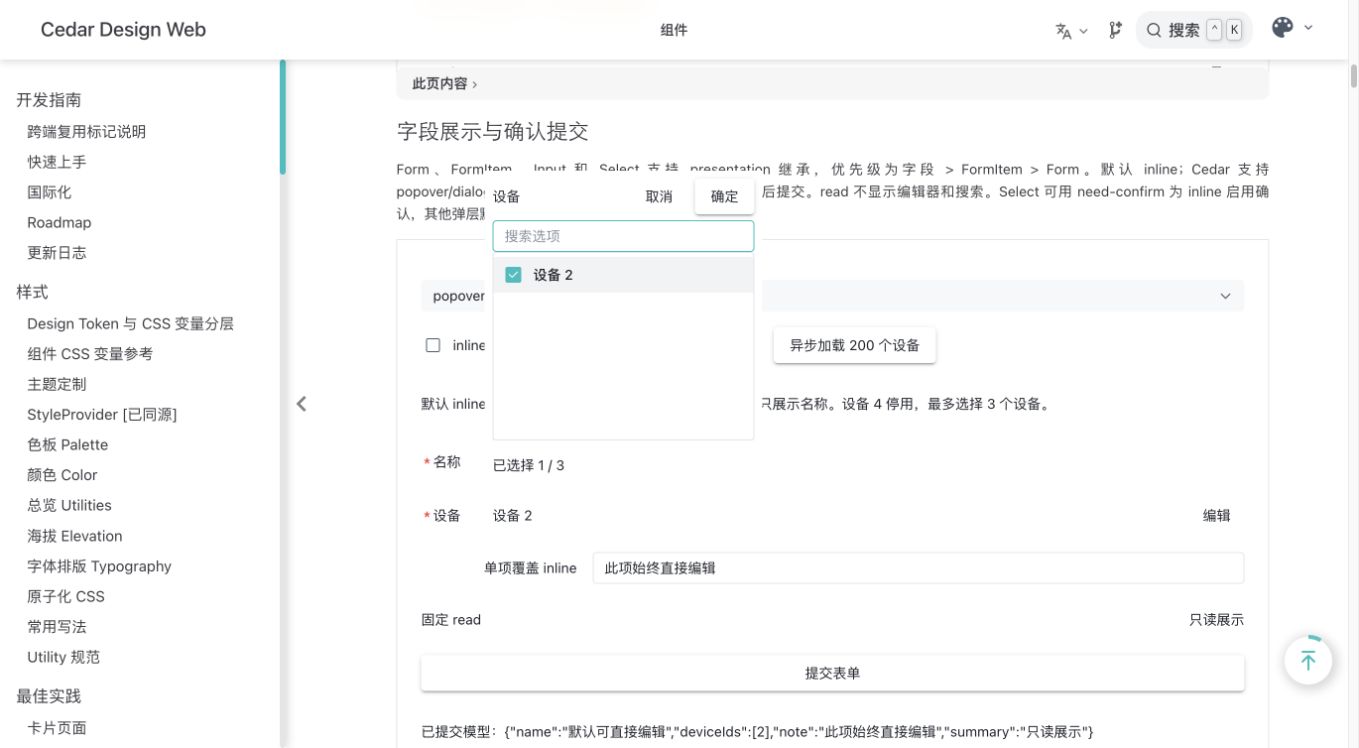 Cedar Design Web
组件
搜索 ^ K
开发指南
跨端复用标记说明
快速上手
国际化
Roadmap
更新日志
样式
Design Token 与 CSS 变量分层
组件 CSS 变量参考
主题定制
StyleProvider [已同源]
色板 Palette
颜色 Color
总览 Utilities
海拔 Elevation
字体排版 Typography
原子化 CSS
常用写法
Utility 规范
最佳实践
卡片页面
此页内容 ›
字段展示与确认提交
Form 、FormItem 、Input 和 Select 支持 presentation 继承，优先级为字段 > FormItem > Form 。默认 inline；Cedar 支持
popover/dialog
后提交。read 不显示编辑器和搜索。Select 可用 need-confirm 为 inline 启用确
认，其他弹层
设备
取消
确定
搜索选项
设备 2
popover
inline
异步加载 200 个设备
默认 inline
只展示名称。设备 4 停用，最多选择 3 个设备。
* 名称
已选择 1 / 3
* 设备
设备 2
编辑
单项覆盖 inline
此项始终直接编辑
固定 read
只读展示
提交表单
已提交模型：{"name":"默认可直接编辑","deviceIds":[2],"note":"此项始终直接编辑","summary":"只读展示"}